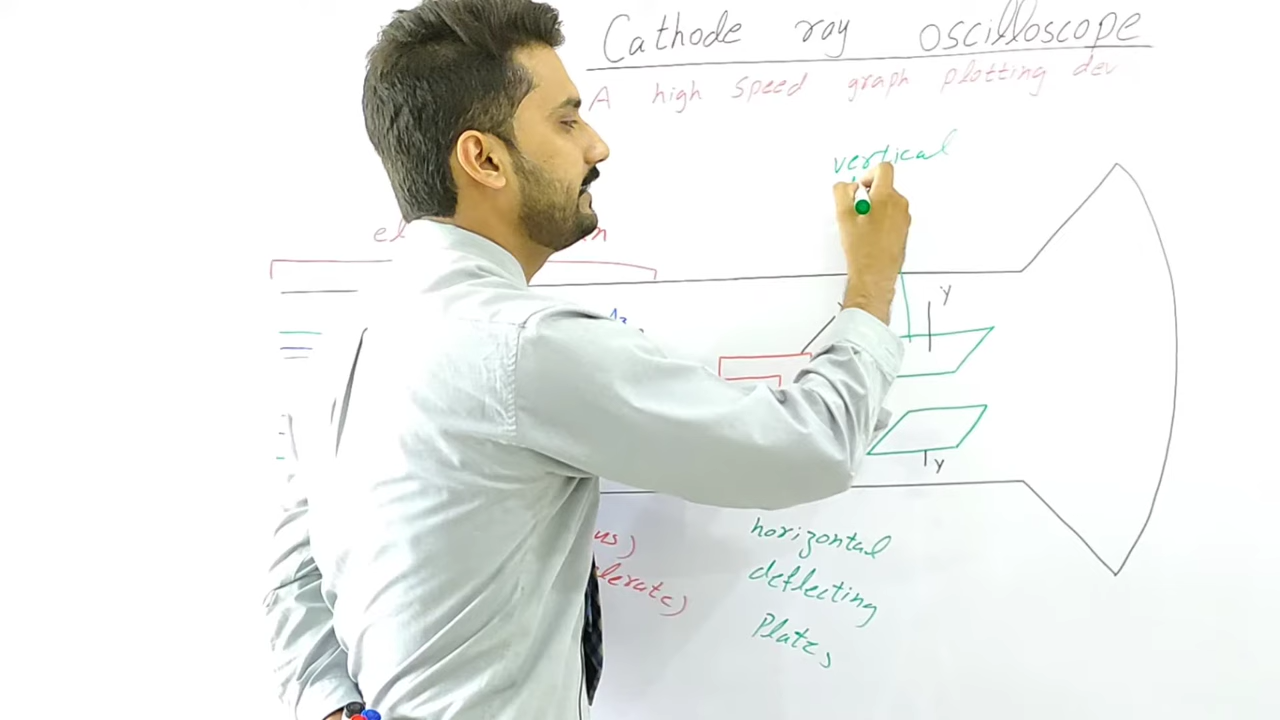 Cathode ray oscilloscope
A high speed graph plotting dev
vertical
y
y
horizontal
deflecting
Plates